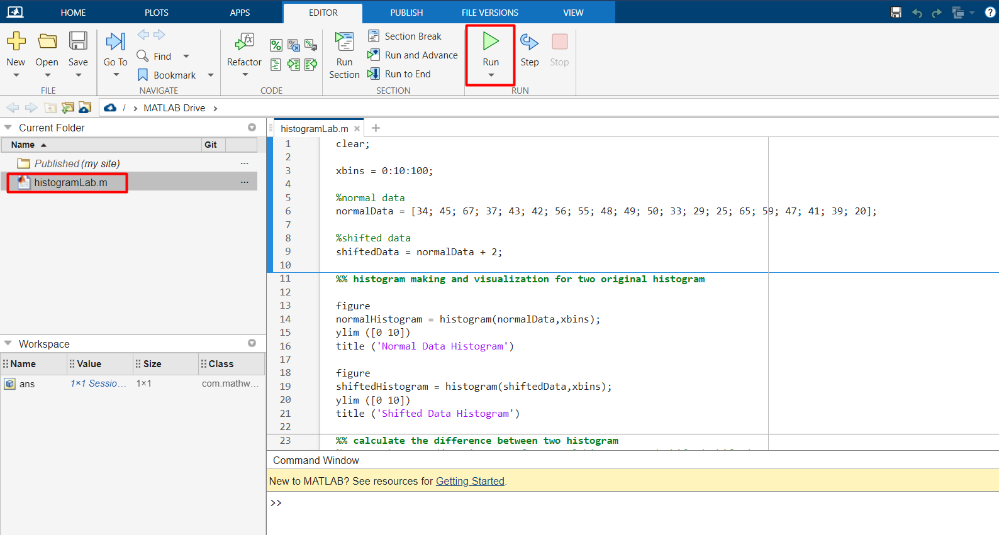 HOME PLOTS APPS EDITOR PUBLISH FILE VERSIONS VIEW
New Open Save
FILE
Go To Find Bookmark
NAVIGATE
Refactor
CODE
Run Section
Section Break
Run and Advance
Run to End
SECTION
Run Step Stop
RUN
/ > MATLAB Drive >
Current Folder
Name Git
Published (my site) ...
histogramLab.m ...
Workspace
Name Value Size Class
ans 1×1 Sessio... 1×1 com.mathw...
histogramLab.m × +
1 clear;
2
3 xbins = 0:10:100;
4
5 %normal data
6 normalData = [34; 45; 67; 37; 43; 42; 56; 55; 48; 49; 50; 33; 29; 25; 65; 59; 47; 41; 39; 20];
7
8 %shifted data
9 shiftedData = normalData + 2;
10
11 %% histogram making and visualization for two original histogram
12
13 figure
14 normalHistogram = histogram(normalData,xbins);
15 ylim ([0 10])
16 title ('Normal Data Histogram')
17
18 figure
19 shiftedHistogram = histogram(shiftedData,xbins);
20 ylim ([0 10])
21 title ('Shifted Data Histogram')
22
23 %% calculate the difference between two histogram
Command Window
New to MATLAB? See resources for Getting Started.
>>